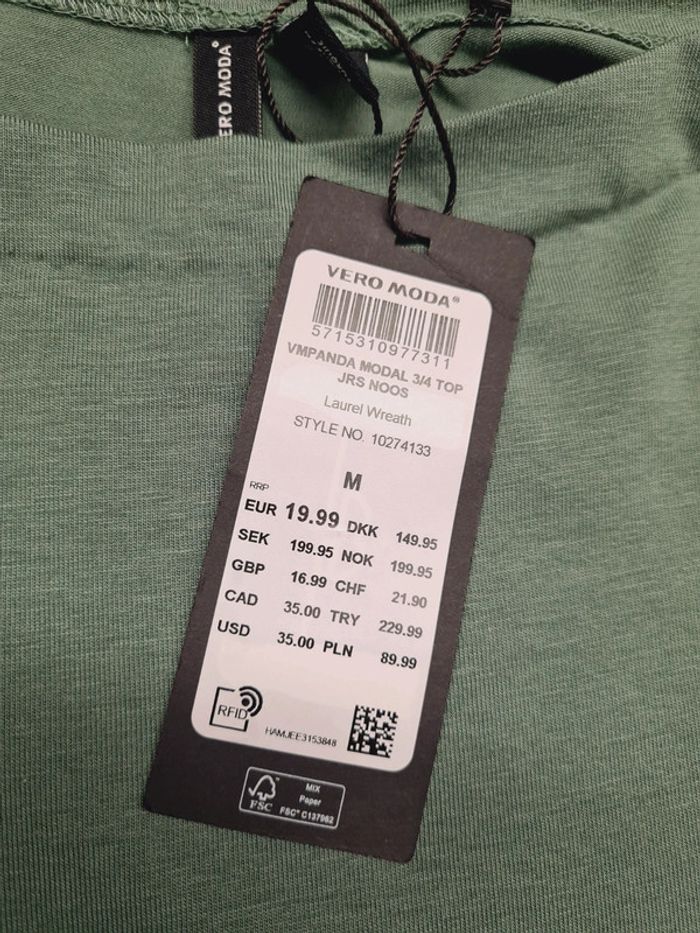 ERO MODA®
VERO MODA®
5715310977311
VMPANDA MODAL 3/4 TOP
JRS NOOS
Laurel Wreath
STYLE NO. 10274133
M
RRP
EUR 19.99 DKK 149.95
SEK 199.95 NOK 199.95
GBP 16.99 CHF 21.90
CAD 35.00 TRY 229.99
USD 35.00 PLN 89.99
RFID
HAMJEE3153848
FSC
MIX
Paper
FSC® C137962